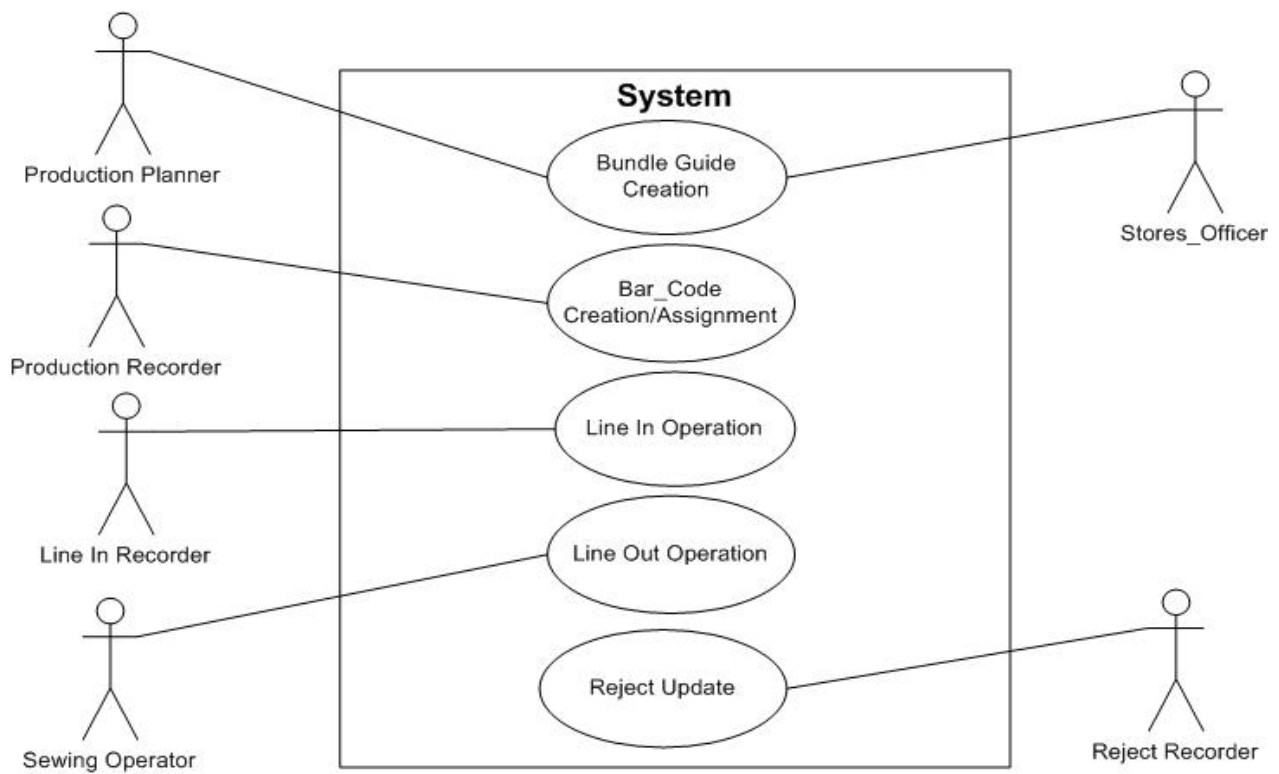 System
Production Planner
Bundle Guide
Creation
Stores_Officer
Production Recorder
Bar_Code
Creation/Assignment
Line In Recorder
Line In Operation
Line Out Operation
Sewing Operator
Reject Update
Reject Recorder